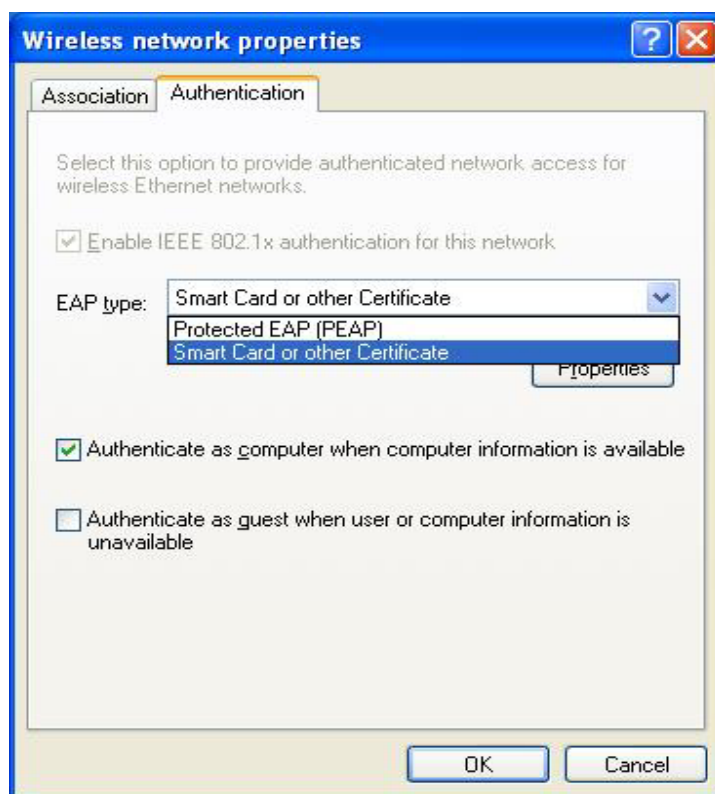 Wireless network properties
Association
Authentication
Select this option to provide authenticated network access for
wireless Ethernet networks.
Enable IEEE 802.1x authentication for this network
EAP type:
Smart Card or other Certificate
Protected EAP (PEAP)
Smart Card or other Certificate
Properties
Authenticate as computer when computer information is available
Authenticate as guest when user or computer information is
unavailable
OK
Cancel